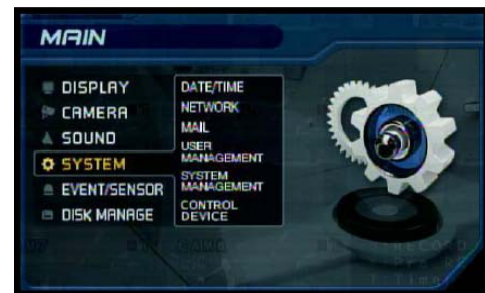 MAIN
DISPLAY
CAMERA
SOUND
SYSTEM
EVENT/SENSOR
DISK MANAGE
DATE/TIME
NETWORK
MAIL
USER
MANAGEMENT
SYSTEM
MANAGEMENT
CONTROL
DEVICE
RECORD